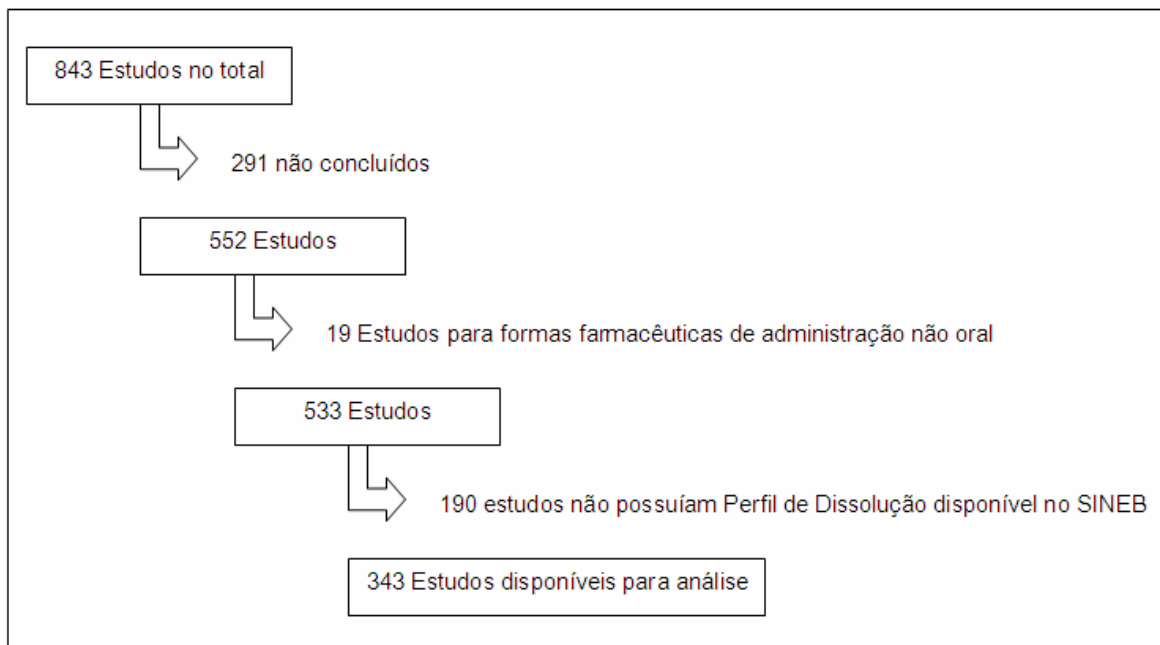 843 Estudos no total
291 não concluídos
552 Estudos
19 Estudos para formas farmacêuticas de administração não oral
533 Estudos
190 estudos não possuíam Perfil de Dissolução disponível no SINEB
343 Estudos disponíveis para análise